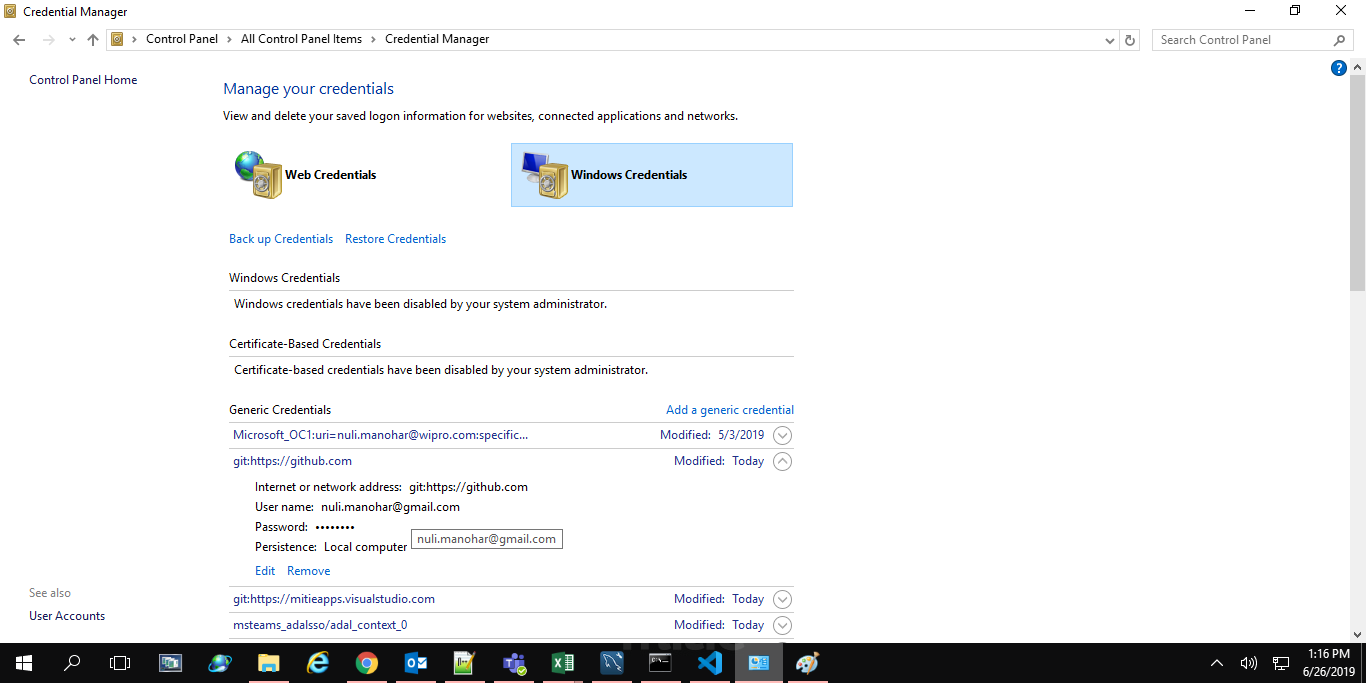 Credential Manager
Control Panel > All Control Panel Items > Credential Manager
Search Control Panel
Control Panel Home
Manage your credentials
View and delete your saved logon information for websites, connected applications and networks.
Web Credentials
Windows Credentials
Back up Credentials Restore Credentials
Windows Credentials
Windows credentials have been disabled by your system administrator.
Certificate-Based Credentials
Certificate-based credentials have been disabled by your system administrator.
Generic Credentials Add a generic credential
Microsoft_OC1:uri=nuli.manohar@wipro.com:specific... Modified: 5/3/2019
git:https://github.com Modified: Today
Internet or network address: git:https://github.com
User name: nuli.manohar@gmail.com
Password: ••••••••
nuli.manohar@gmail.com
Persistence: Local computer
Edit Remove
git:https://mitieapps.visualstudio.com Modified: Today
msteams_adalsso/adal_context_0 Modified: Today
See also
User Accounts
1:16 PM
6/26/2019